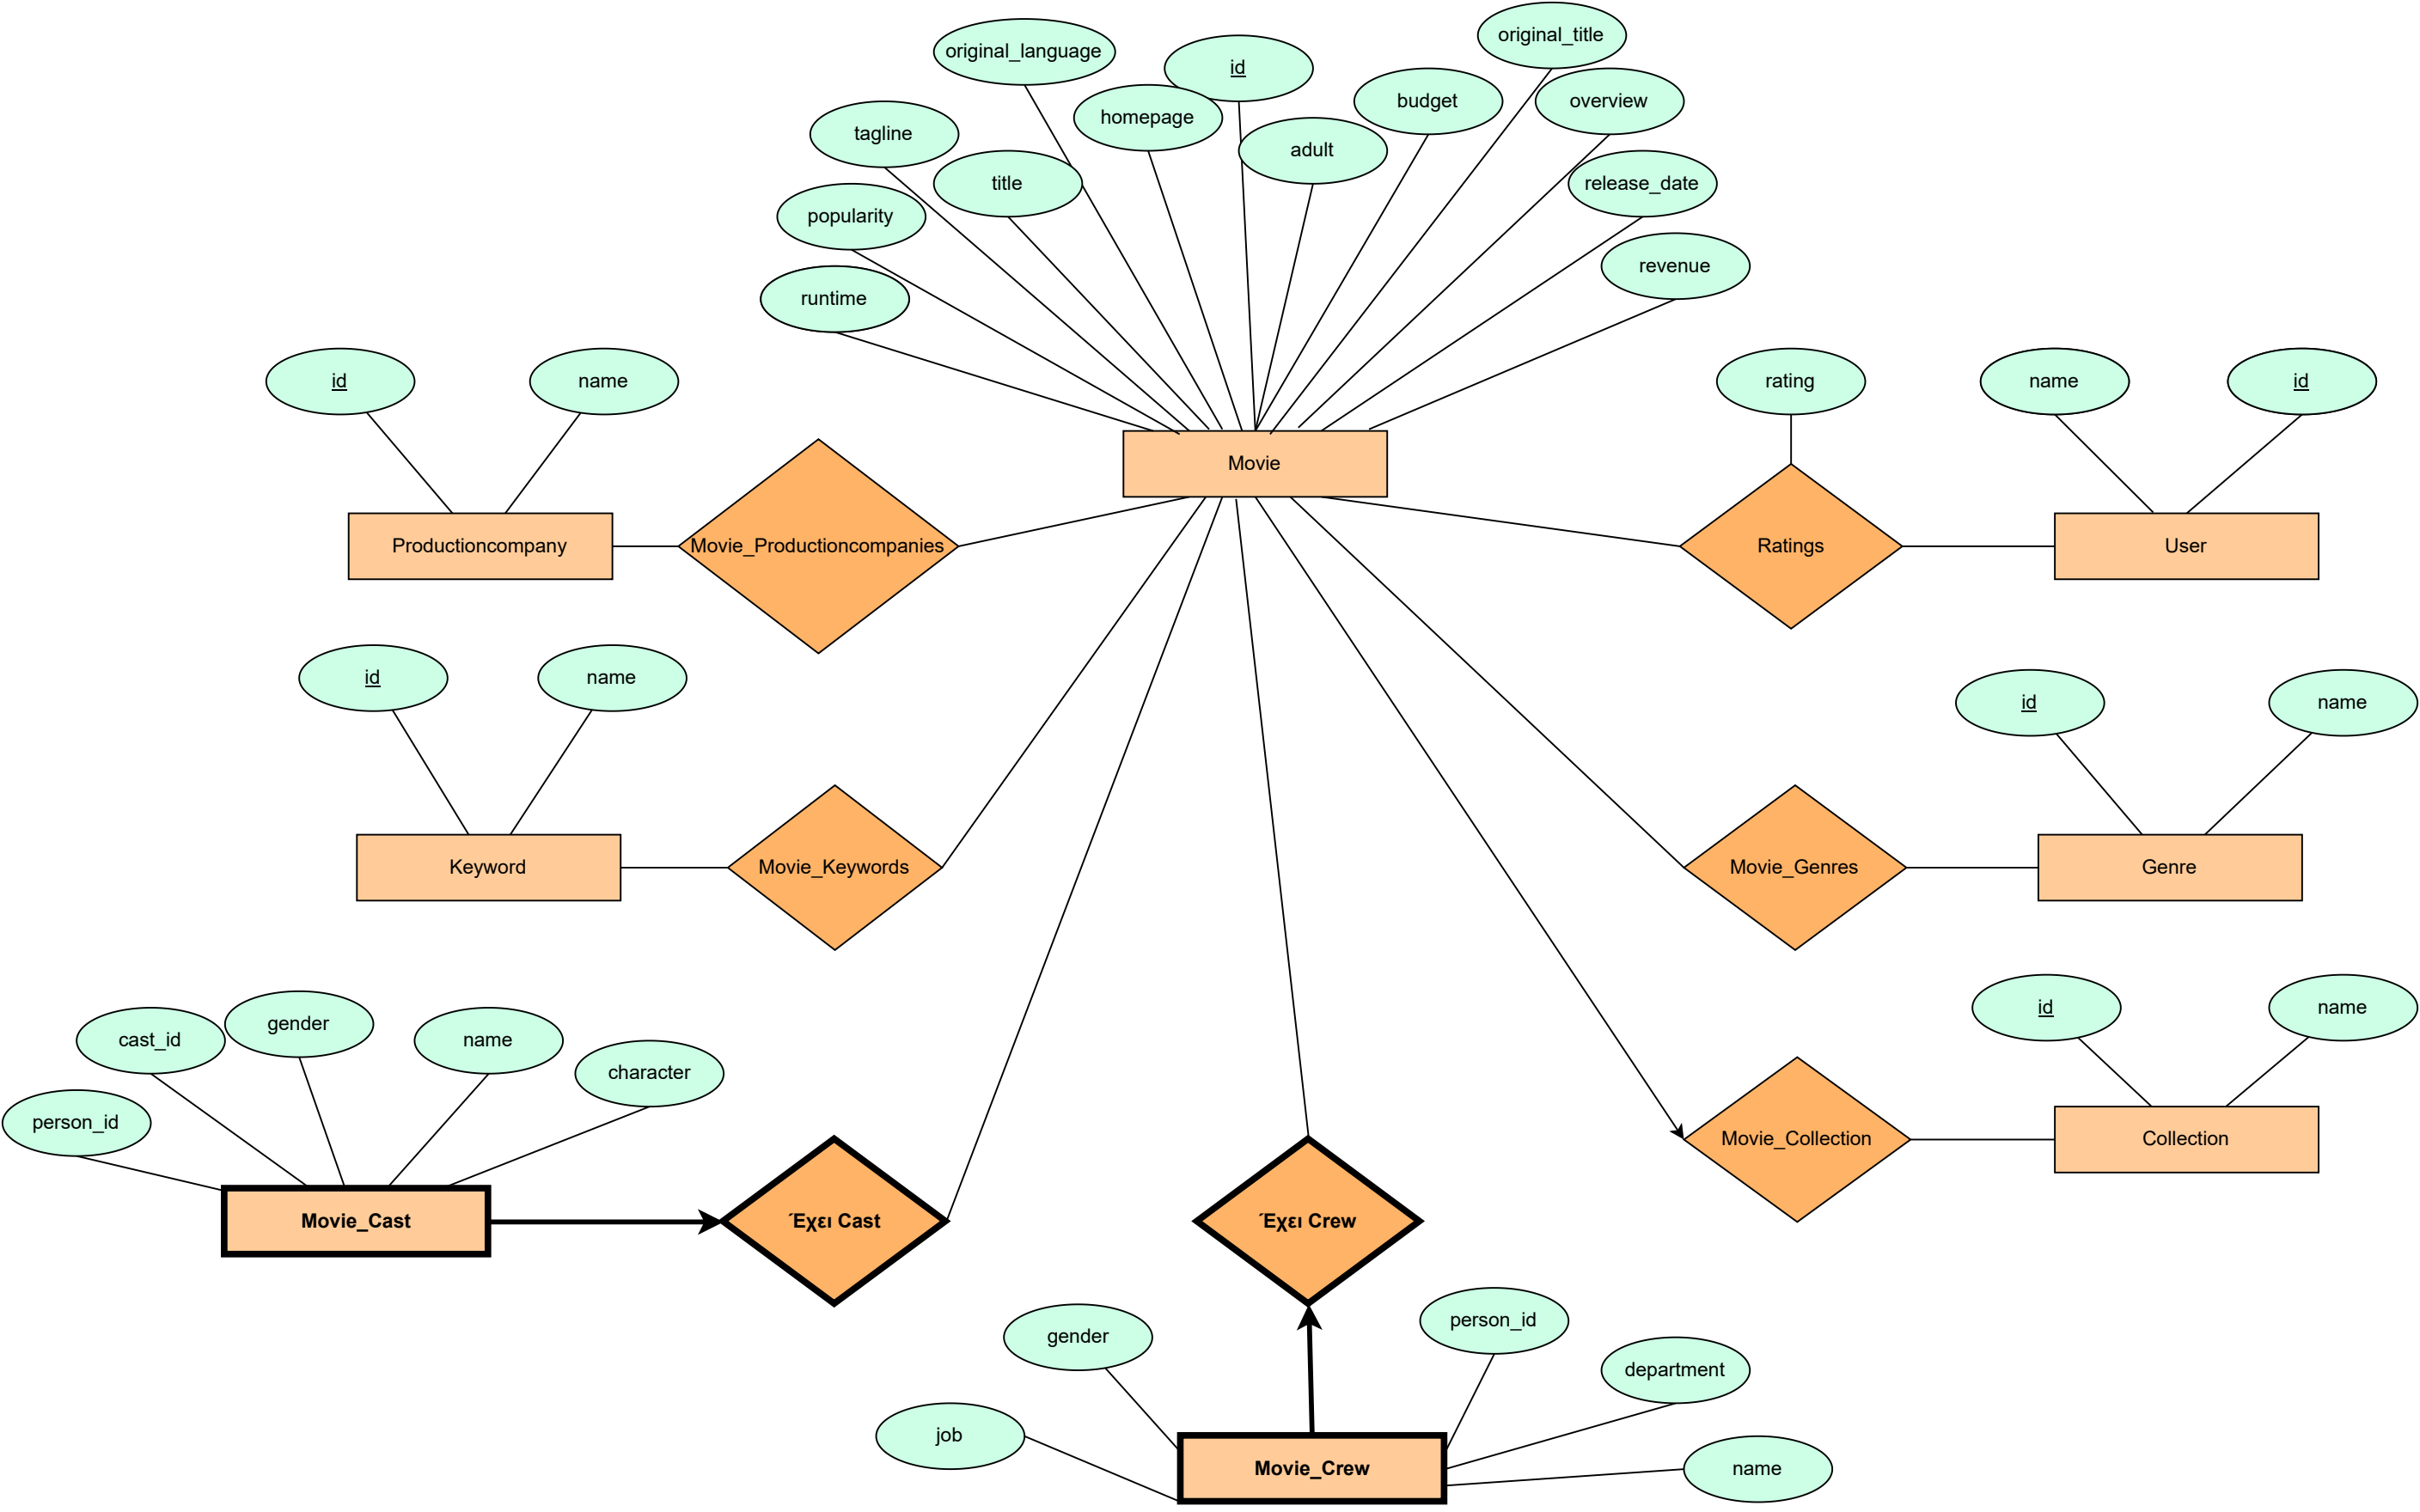 original_title
original_language
id
budget
overview
homepage
tagline
adult
title
release_date
popularity
revenue
runtime
id
name
rating
name
id
Movie
Productioncompany
Movie_Productioncompanies
Ratings
User
id
name
id
name
Keyword
Movie_Keywords
Movie_Genres
Genre
id
name
cast_id
gender
name
character
person_id
Movie_Collection
Collection
Movie_Cast
Έχει Cast
Έχει Crew
gender
person_id
department
job
Movie_Crew
name